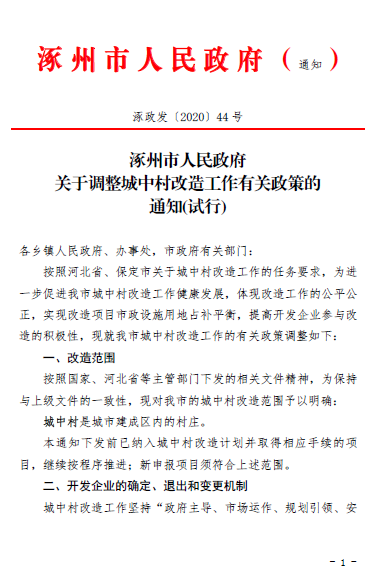 涿州市人民政府（通知）
涿政发〔2020〕44号
涿州市人民政府
关于调整城中村改造工作有关政策的
通知(试行)
各乡镇人民政府、办事处，市政府有关部门：
按照河北省、保定市关于城中村改造工作的任务要求，为进
一步促进我市城中村改造工作健康发展，体现改造工作的公平公
正，实现改造项目市政设施用地占补平衡，提高开发企业参与改
造的积极性，现就我市城中村改造工作的有关政策调整如下：
一、改造范围
按照国家、河北省等主管部门下发的相关文件精神，为保持
与上级文件的一致性，现对我市的城中村改造范围予以明确：
城中村是城市建成区内的村庄。
本通知下发前已纳入城中村改造计划并取得相应手续的项
目，继续按程序推进；新申报项目须符合上述范围。
二、开发企业的确定、退出和变更机制
城中村改造工作坚持“政府主导、市场运作、规划引领、安
- 1 -